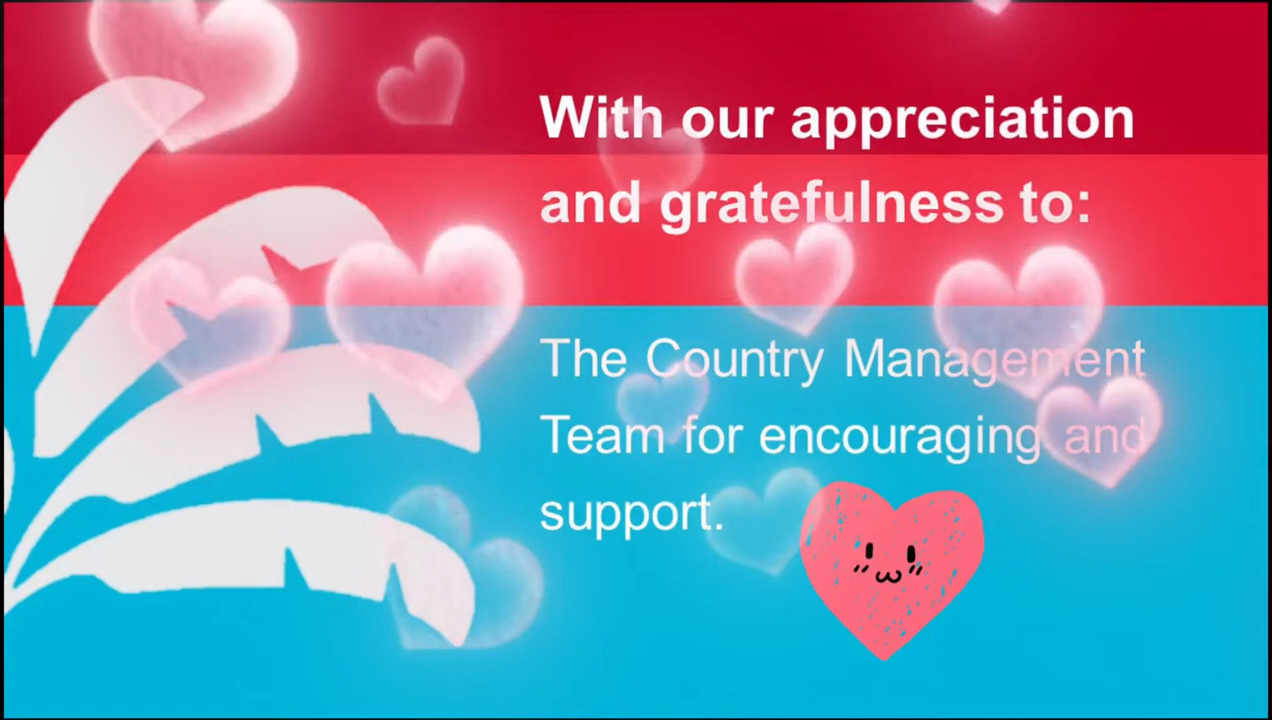 With our appreciation
and gratefulness to:
The Country Management
Team for encouraging and
support.